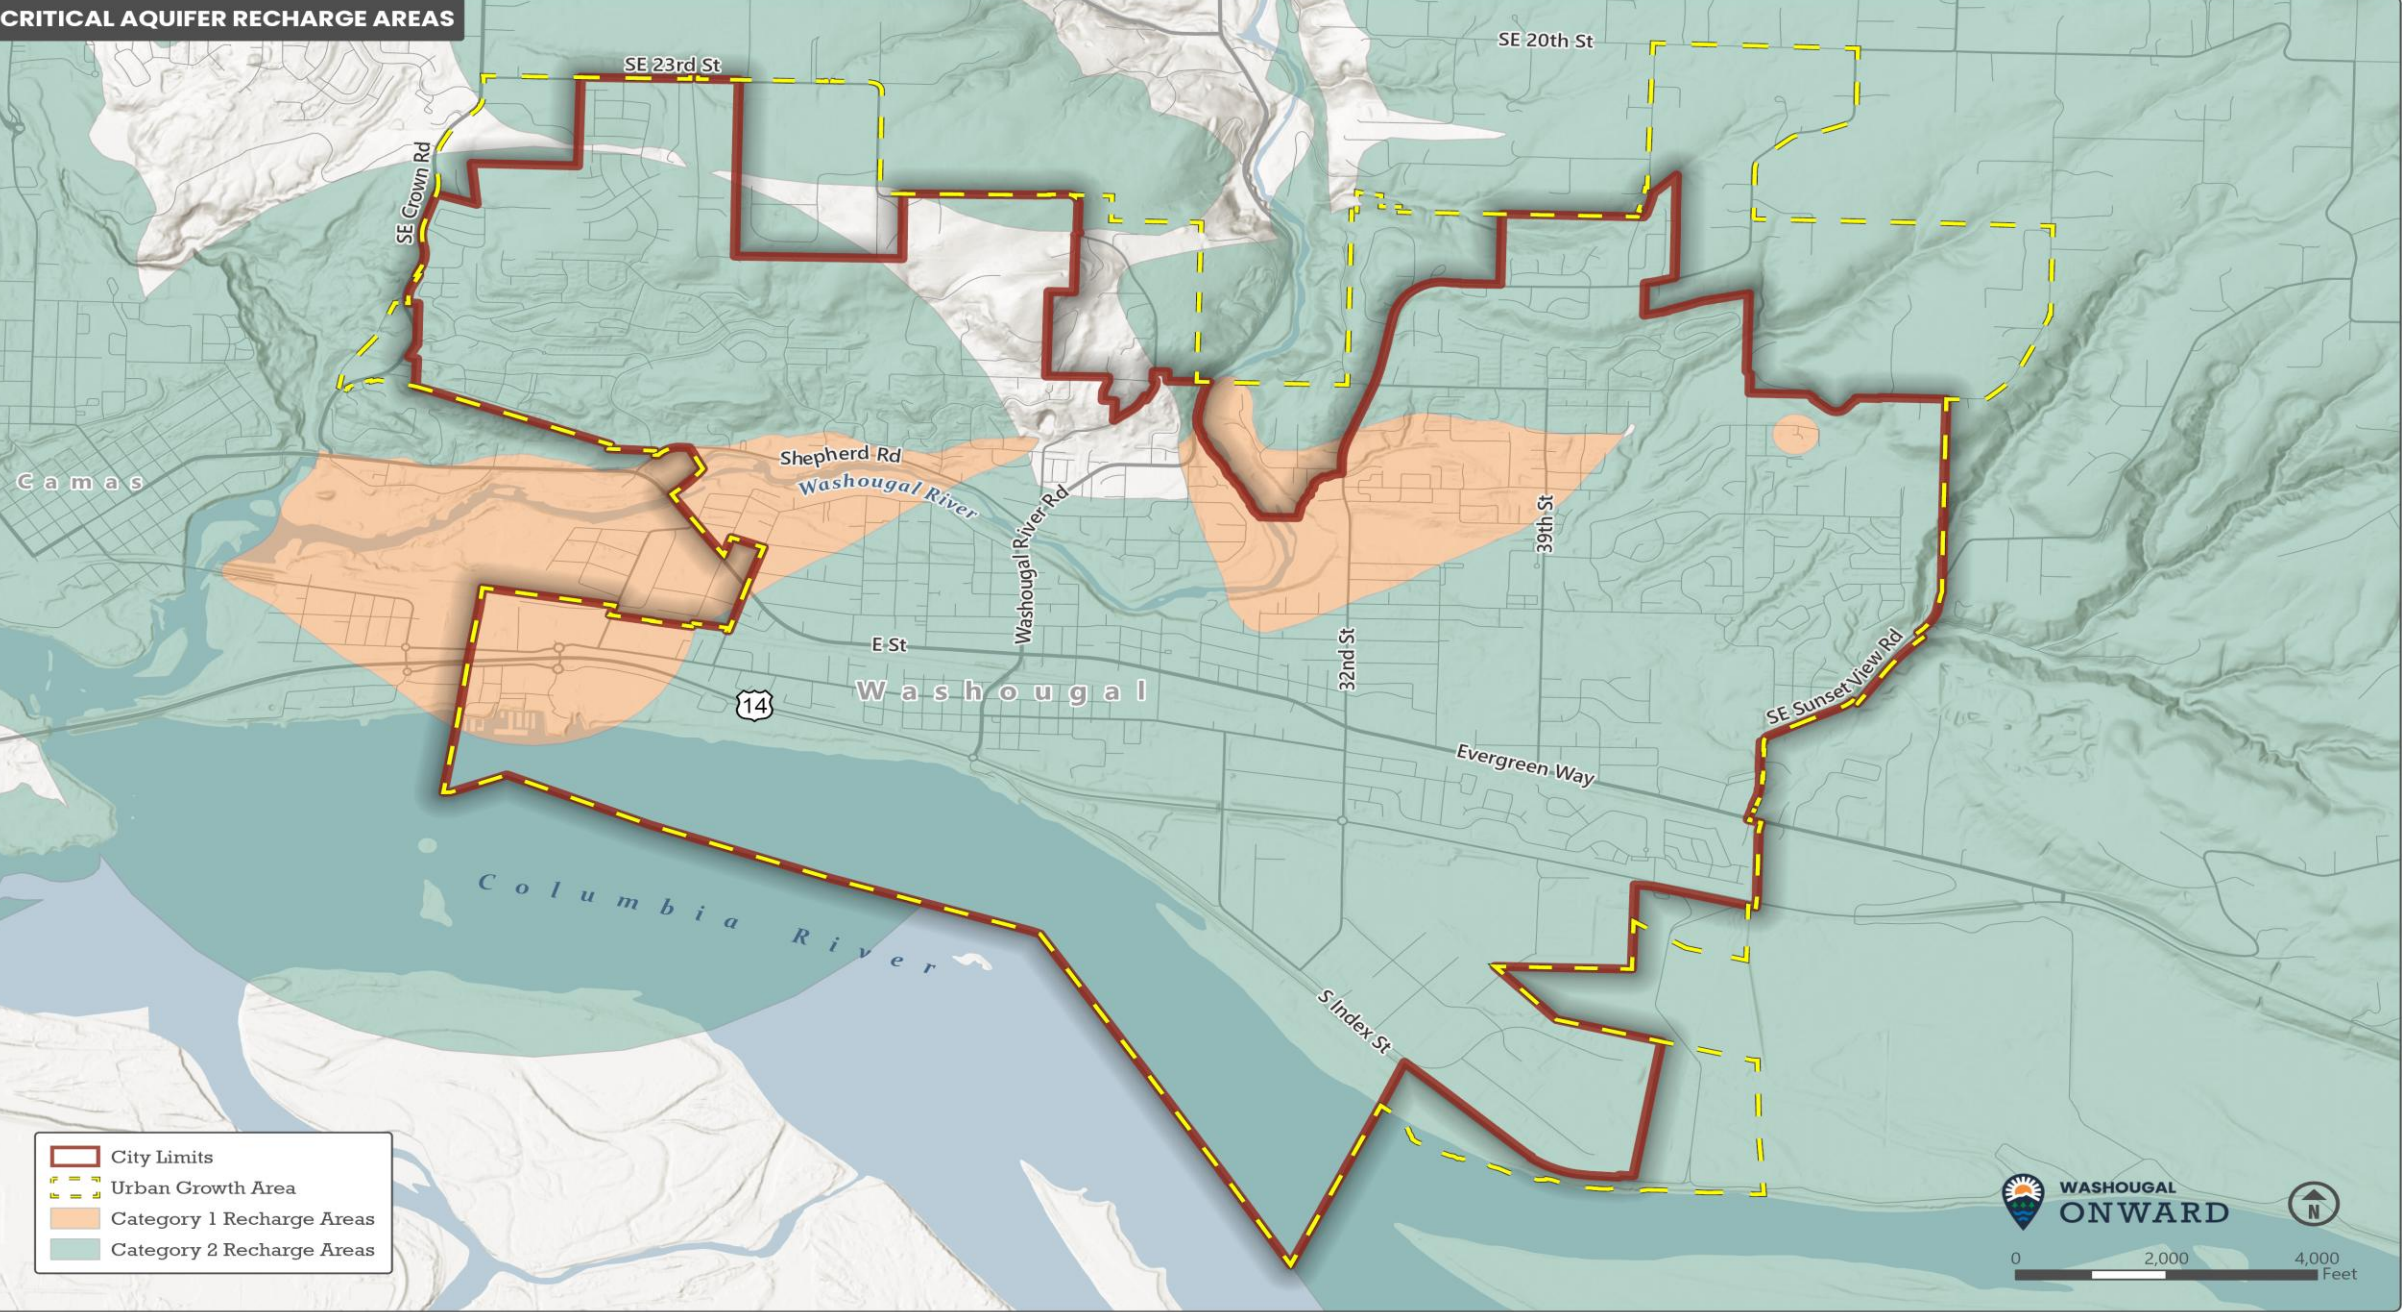 CRITICAL AQUIFER RECHARGE AREAS
SE 20th St
SE 23rd St
SE Crown Rd
Shepherd Rd
Washougal River
Camas
Washougal River Rd
39th St
32nd St
E St
Washougal
14
SE Sunset View Rd
Evergreen Way
Columbia River
S Index St
City Limits
Urban Growth Area
Category 1 Recharge Areas
Category 2 Recharge Areas
WASHOUGAL
ONWARD
N
0 2,000 4,000
Feet